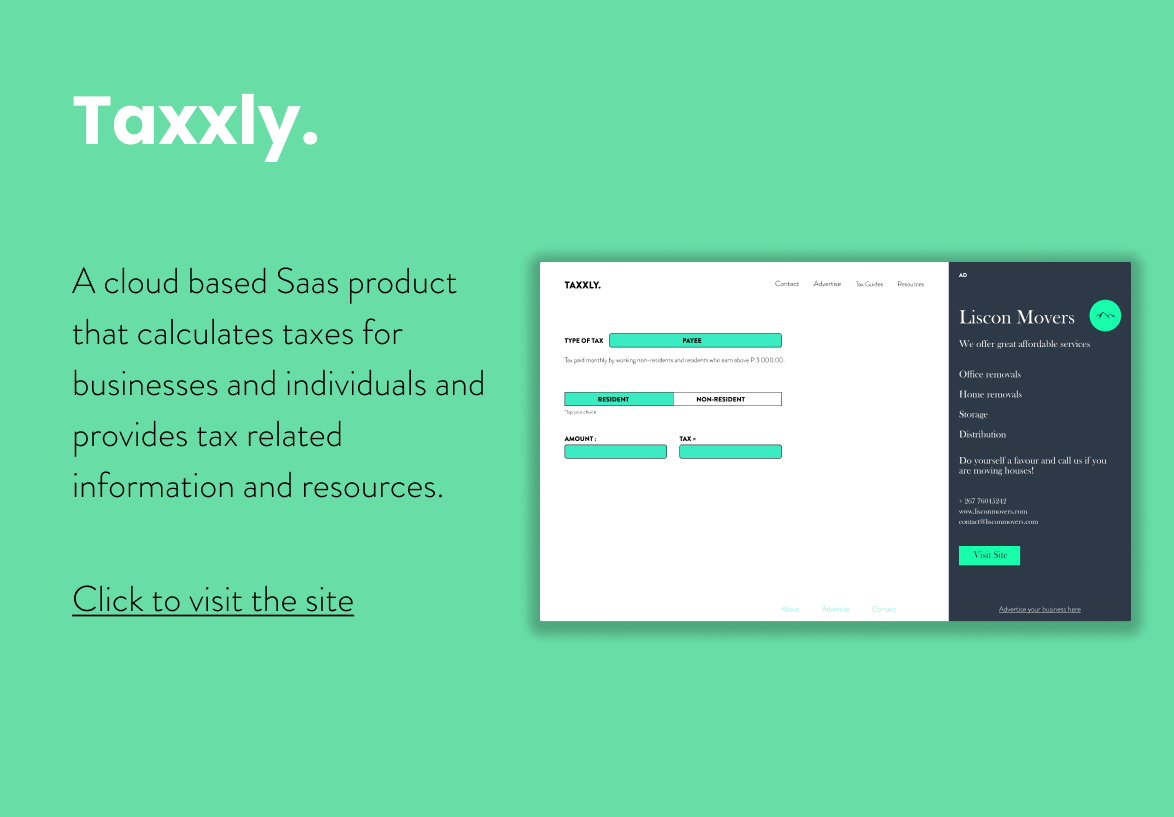 Taxxly.
A cloud based Saas product
that calculates taxes for
businesses and individuals and
provides tax related
information and resources.
Click to visit the site
TAXXLY.
Contact Advertise Tax Guides Resources
TYPE OF TAX PAYEE
Tax paid monthly by working non-residents and residents who earn above P 3 000.00.
RESIDENT NON-RESIDENT
*tap your choice
AMOUNT : TAX =
About Advertise Contact
AD
Liscon Movers
We offer great affordable services
Office removals
Home removals
Storage
Distribution
Do yourself a favour and call us if you
are moving houses!
+ 267 76045242
www.lisconmovers.com
contact@lisconmovers.com
Visit Site
Advertise your business here